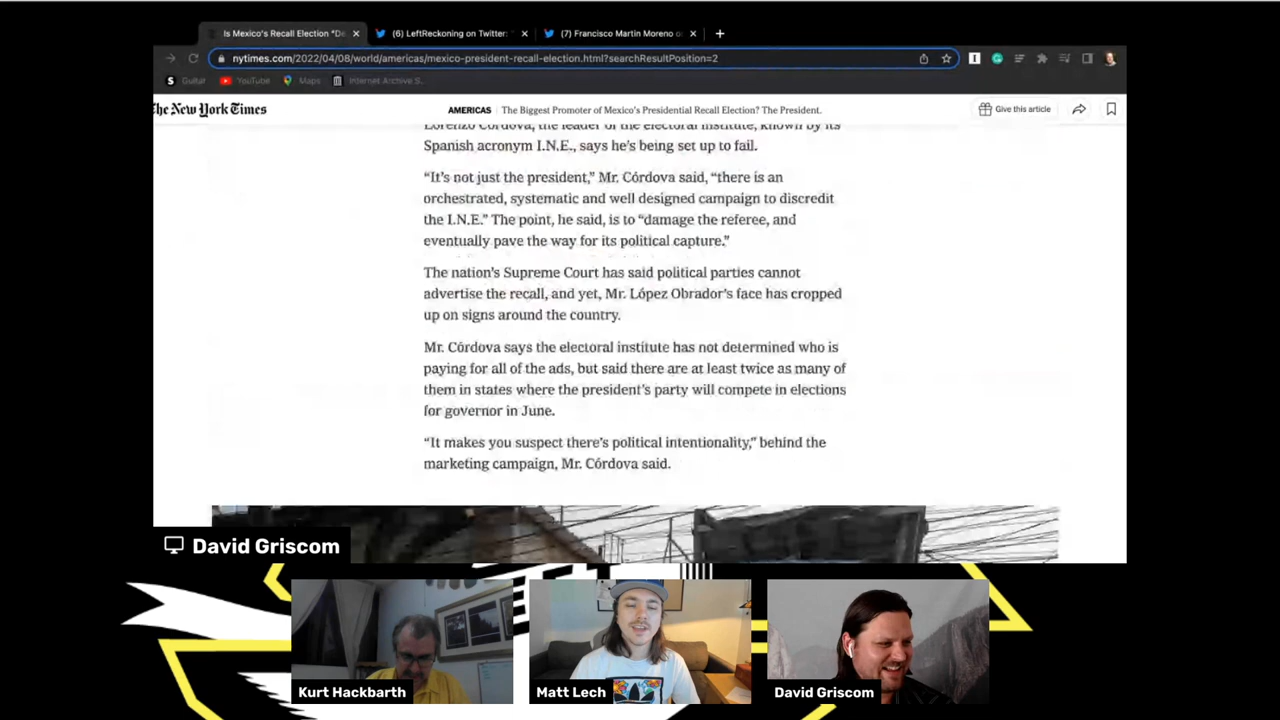 Is Mexico's Recall Election "De
(6) LeftReckoning on Twitter: "
(7) Francisco Martin Moreno o
nytimes.com/2022/04/08/world/americas/mexico-president-recall-election.html?searchResultPosition=2
Guitar
YouTube
Maps
Internet Archive S...
The New York Times
AMERICAS
The Biggest Promoter of Mexico's Presidential Recall Election? The President.
Give this article
Lorenzo Córdova, the leader of the electoral institute, known by its
Spanish acronym I.N.E., says he's being set up to fail.
“It's not just the president,” Mr. Córdova said, “there is an
orchestrated, systematic and well designed campaign to discredit
the I.N.E.” The point, he said, is to “damage the referee, and
eventually pave the way for its political capture.”
The nation's Supreme Court has said political parties cannot
advertise the recall, and yet, Mr. López Obrador's face has cropped
up on signs around the country.
Mr. Córdova says the electoral institute has not determined who is
paying for all of the ads, but said there are at least twice as many of
them in states where the president's party will compete in elections
for governor in June.
“It makes you suspect there's political intentionality,” behind the
marketing campaign, Mr. Córdova said.
David Griscom
Kurt Hackbarth
Matt Lech
David Griscom